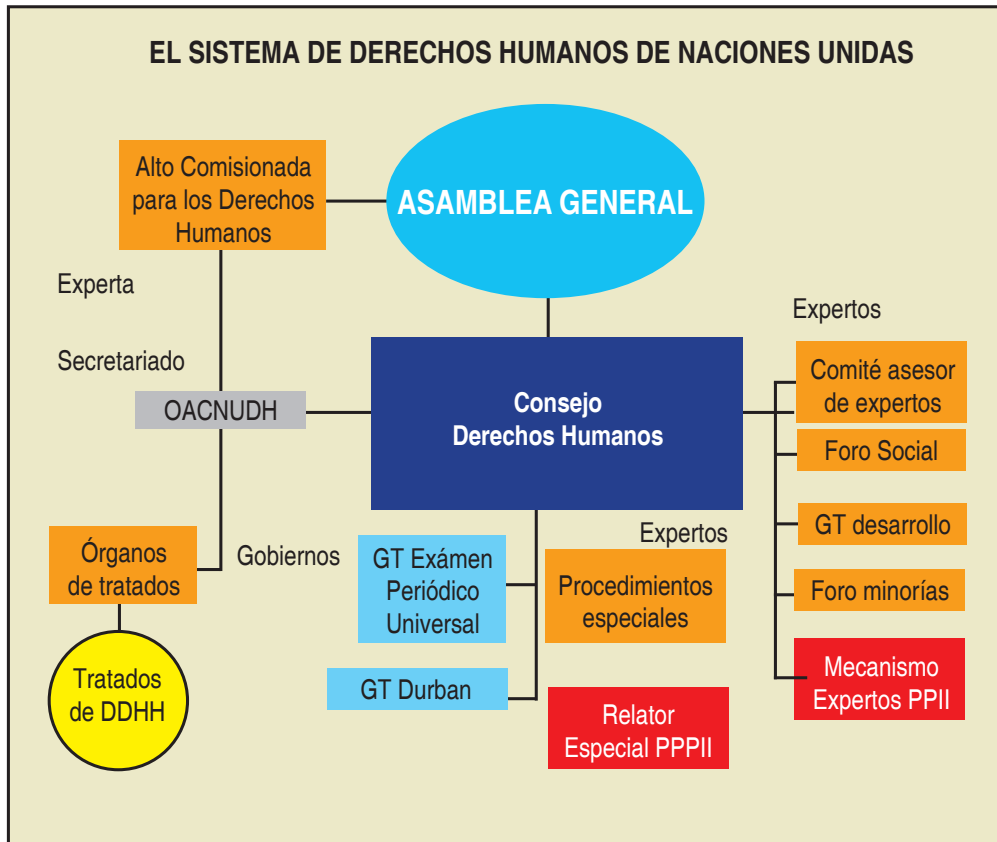 EL SISTEMA DE DERECHOS HUMANOS DE NACIONES UNIDAS
Alto Comisionada
para los Derechos
Humanos
ASAMBLEA GENERAL
Experta
Secretariado
OACNUDH
Consejo
Derechos Humanos
Expertos
Comité asesor
de expertos
Foro Social
GT desarrollo
Foro minorías
Mecanismo
Expertos PPII
Órganos
de tratados
Gobiernos
GT Exámen
Periódico
Universal
Expertos
Procedimientos
especiales
Tratados
de DDHH
GT Durban
Relator
Especial PPPII